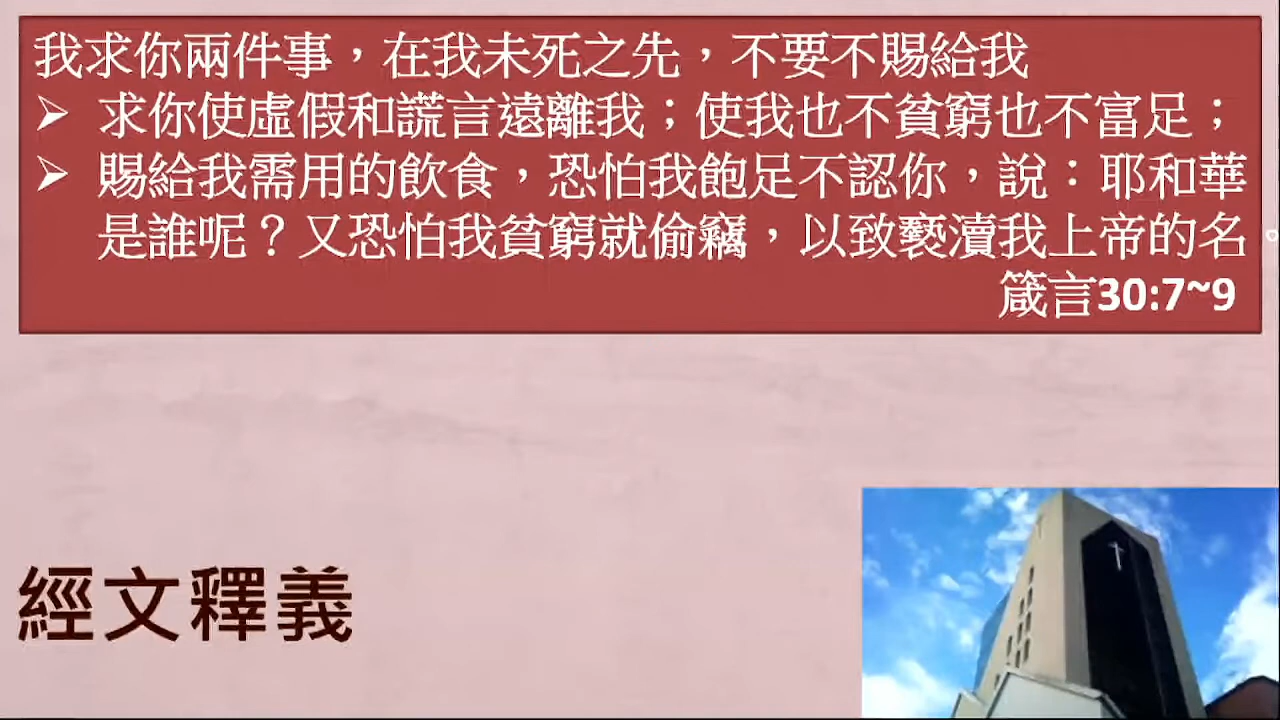 我求你兩件事，在我未死之先，不要不賜給我
➢ 求你使虛假和謊言遠離我；使我也不貧窮也不富足；
➢ 賜給我需用的飲食，恐怕我飽足不認你，說：耶和華
是誰呢？又恐怕我貧窮就偷竊，以致褻瀆我上帝的名。
箴言30:7~9
經文釋義